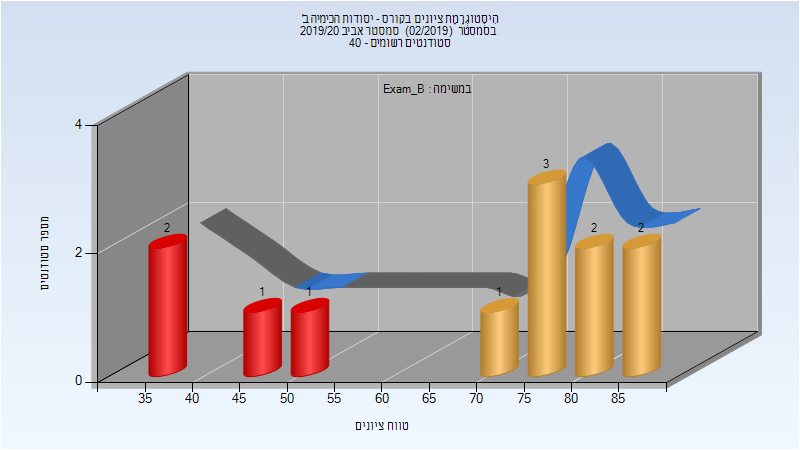 היסטוגרמת ציונים בקורס - יסודות הכימיה ב'
בסמסטר (02/2019) סמסטר אביב 2019/20
סטודנטים רשומים - 40
במשימה : Exam_B
מספר סטודנטים
4
2
0
2
1
1
1
3
2
2
35 40 45 50 55 60 65 70 75 80 85
טווח ציונים